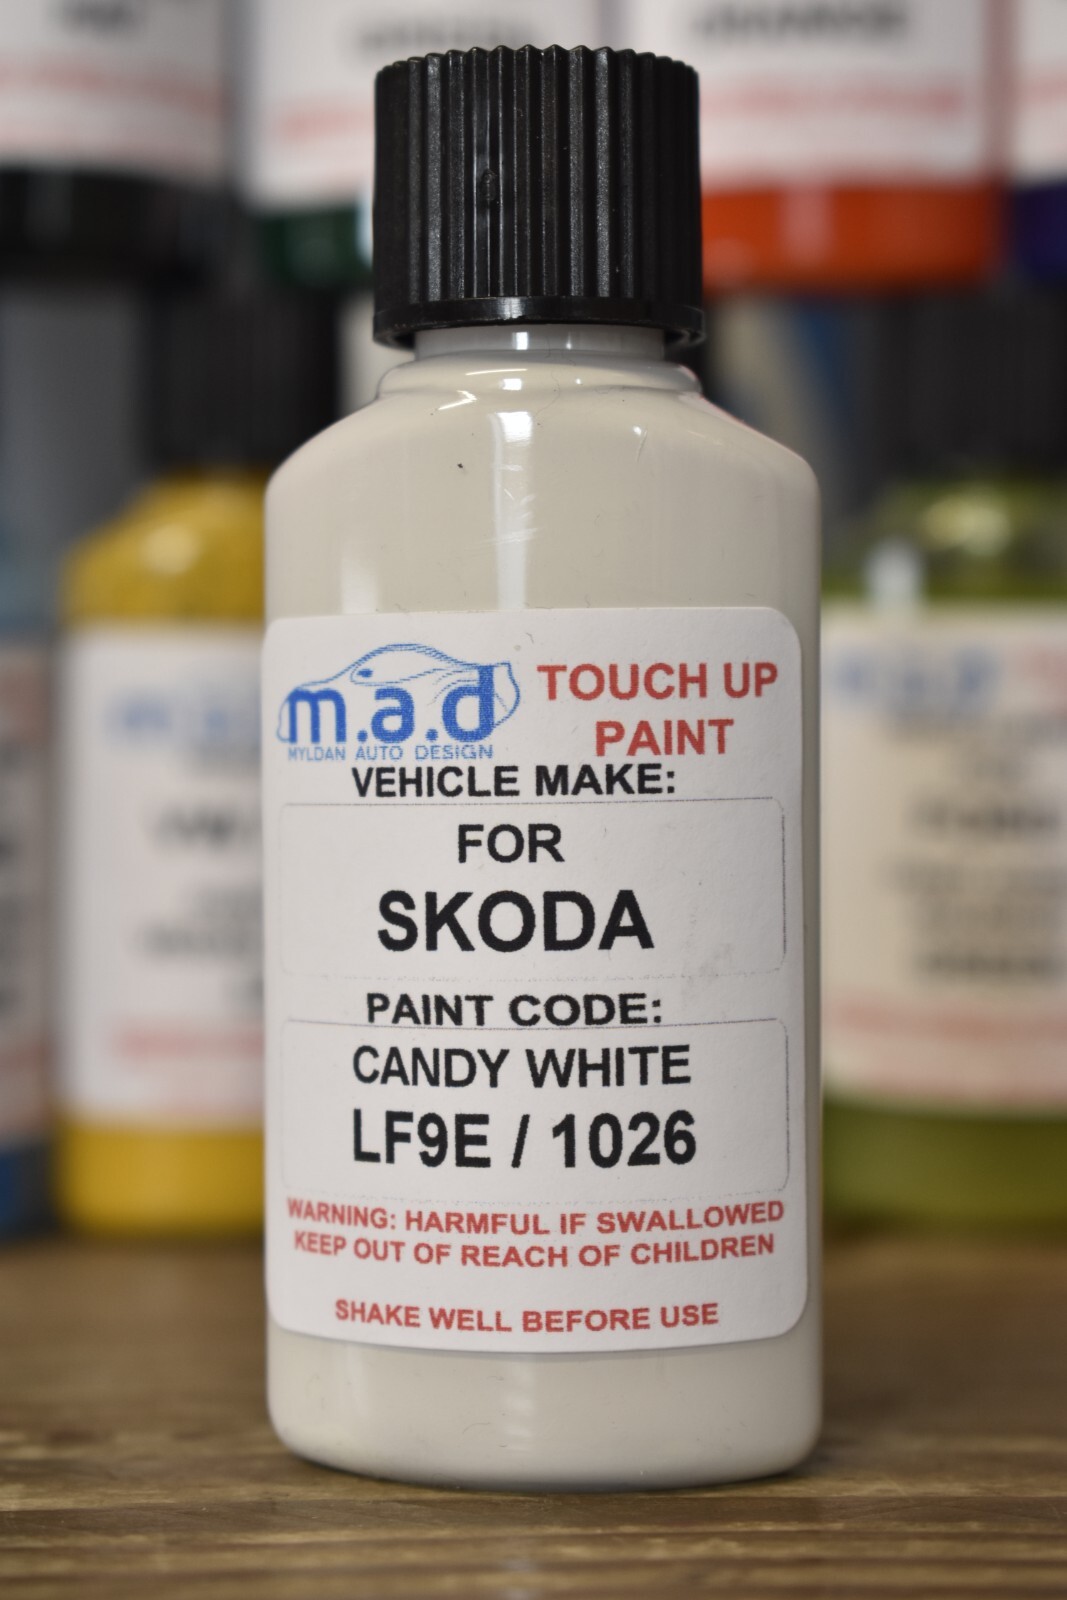 m.a.d
MYLDAN AUTO DESIGN
TOUCH UP
PAINT
VEHICLE MAKE:
FOR
SKODA
PAINT CODE:
CANDY WHITE
LF9E / 1026
WARNING: HARMFUL IF SWALLOWED
KEEP OUT OF REACH OF CHILDREN
SHAKE WELL BEFORE USE